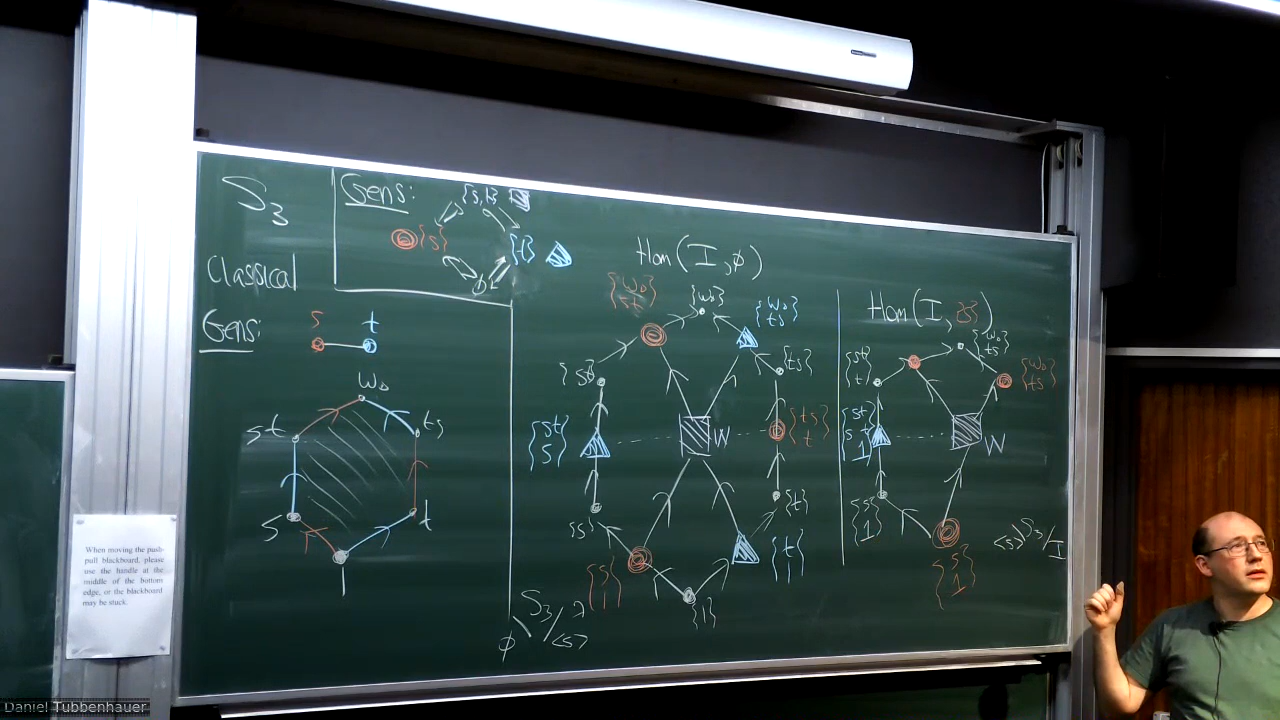 S₃
Classical
Gens:
s t
w₀
st ts
s t
1
Gens:
{s,t}
{s} {t}
∅
Hom(I, ∅)
{w₀ st} {w₀} {w₀ ts}
{st} {ts}
{st s} W {ts t}
{s} {t}
{s 1} {t}
{1}
S₃
∅ <s>
Hom(I, {s})
{st t} {w₀ ts} {w₀ ts}
W
{s 1}
{s 1}
<s> S₃/I
When moving the push-
pull blackboard, please
use the handle at the
middle of the bottom
edge, or the blackboard
may be stuck.
Daniel Tubbenhauer